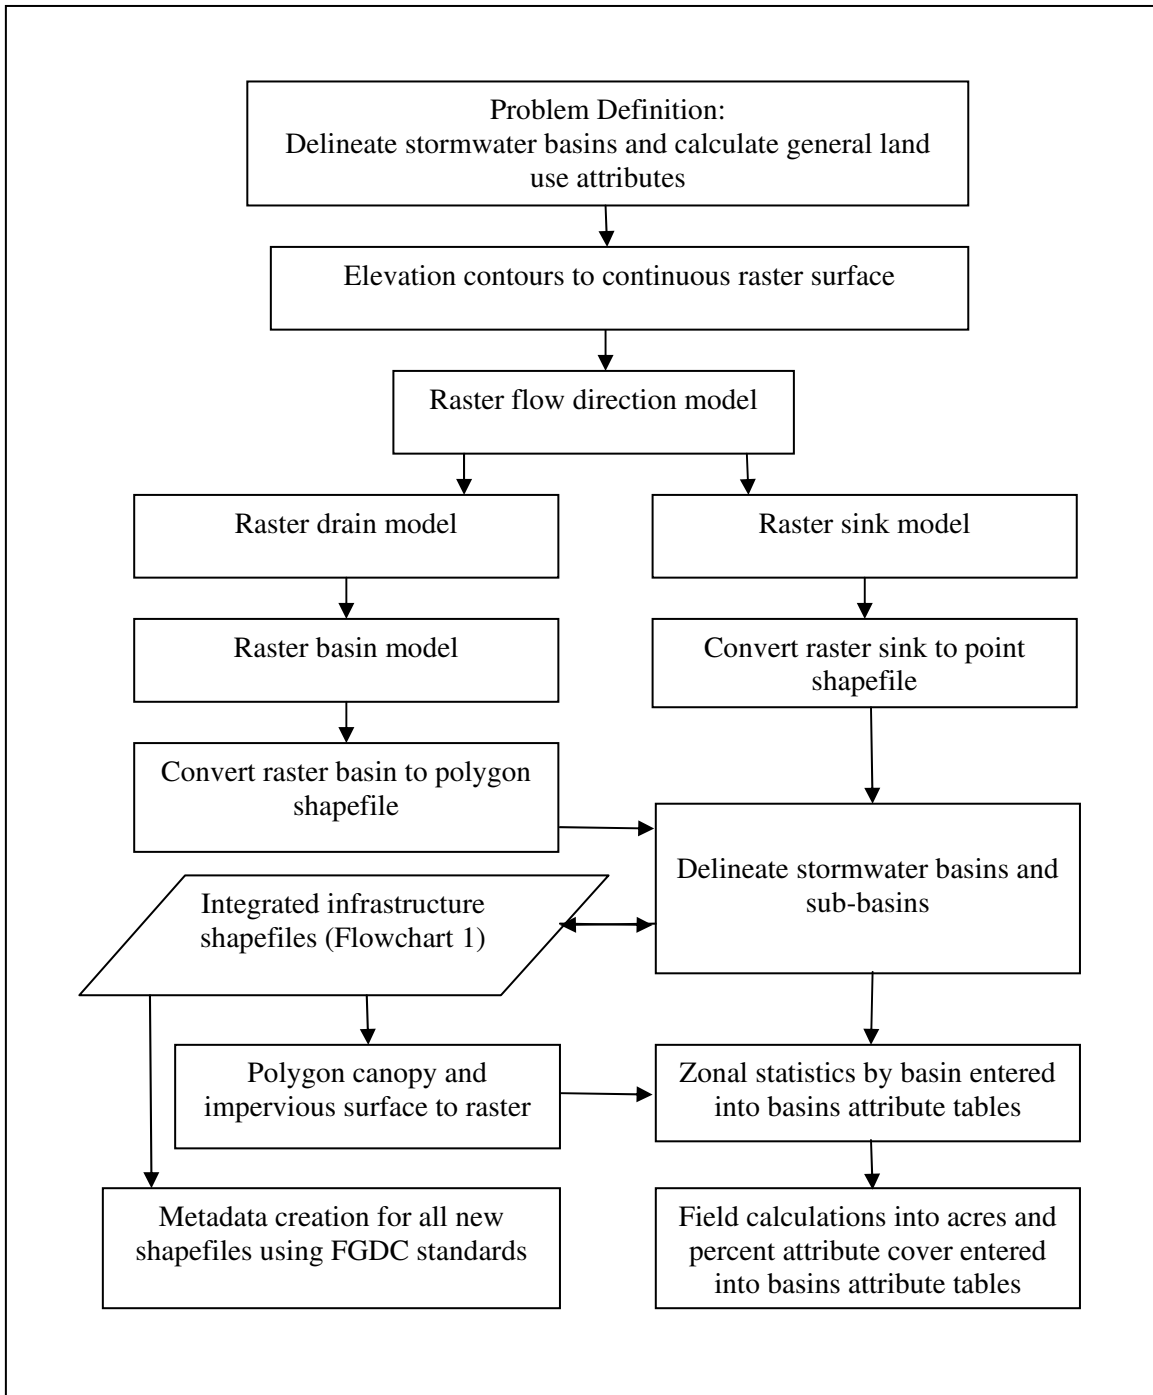 Problem Definition:
Delineate stormwater basins and calculate general land
use attributes
Elevation contours to continuous raster surface
Raster flow direction model
Raster drain model
Raster sink model
Raster basin model
Convert raster sink to point
shapefile
Convert raster basin to polygon
shapefile
Delineate stormwater basins and
sub-basins
Integrated infrastructure
shapefiles (Flowchart 1)
Polygon canopy and
impervious surface to raster
Zonal statistics by basin entered
into basins attribute tables
Metadata creation for all new
shapefiles using FGDC standards
Field calculations into acres and
percent attribute cover entered
into basins attribute tables